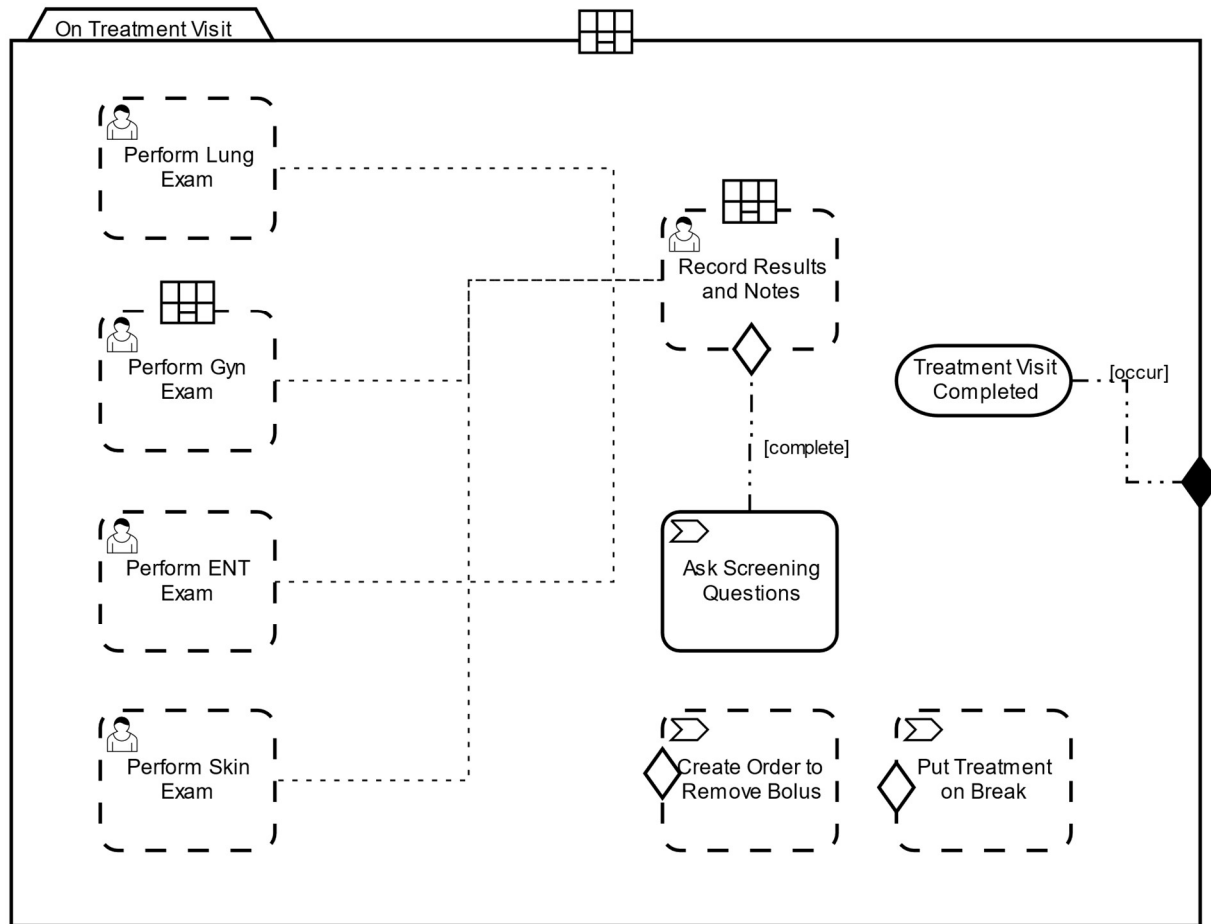 On Treatment Visit
Perform Lung
Exam
Record Results
and Notes
Perform Gyn
Exam
Treatment Visit
Completed
[occur]
[complete]
Perform ENT
Exam
Ask Screening
Questions
Perform Skin
Exam
Create Order to
Remove Bolus
Put Treatment
on Break